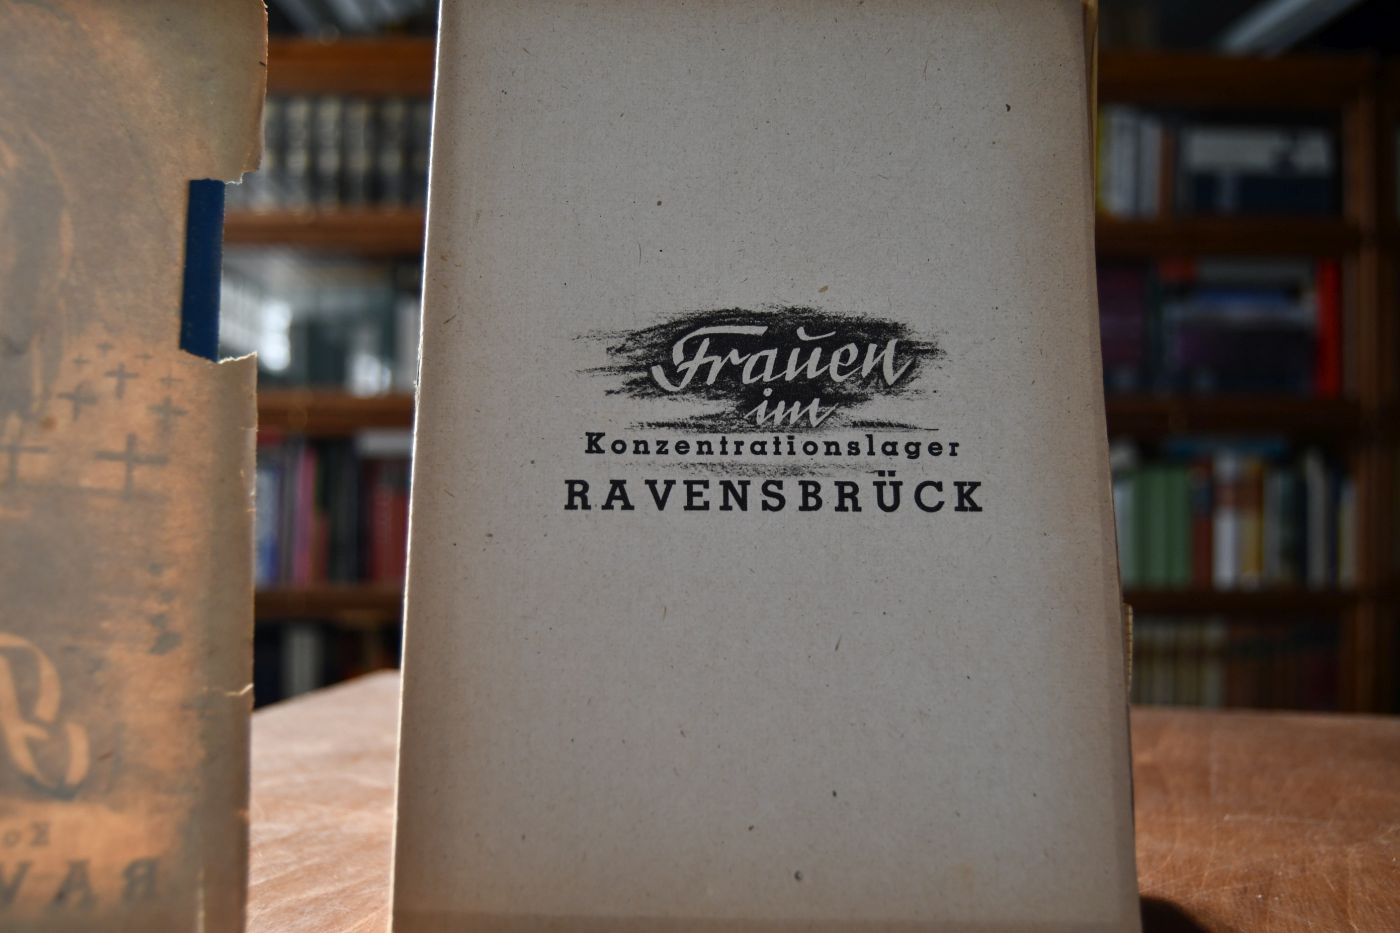 Frauen
im
Konzentrationslager
RAVENSBRÜCK